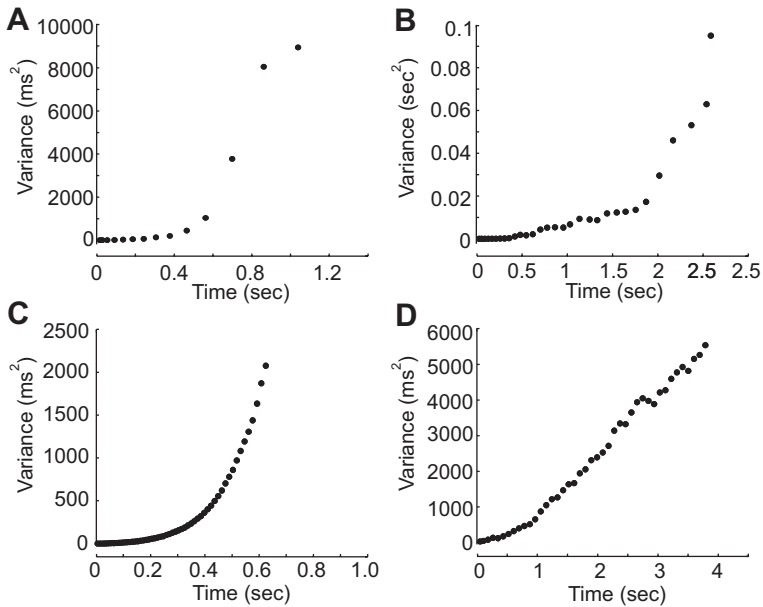 A
Variance (ms²)
10000
8000
6000
4000
2000
0
0 0.4 0.8 1.2
Time (sec)
B
Variance (sec²)
0.1
0.08
0.06
0.04
0.02
0
0 0.5 1 1.5 2 2.5 2.5
Time (sec)
C
Variance (ms²)
2500
2000
1500
1000
500
0
0 0.2 0.4 0.6 0.8 1.0
Time (sec)
D
Variance (ms²)
6000
5000
4000
3000
2000
1000
0
0 1 2 3 4
Time (sec)